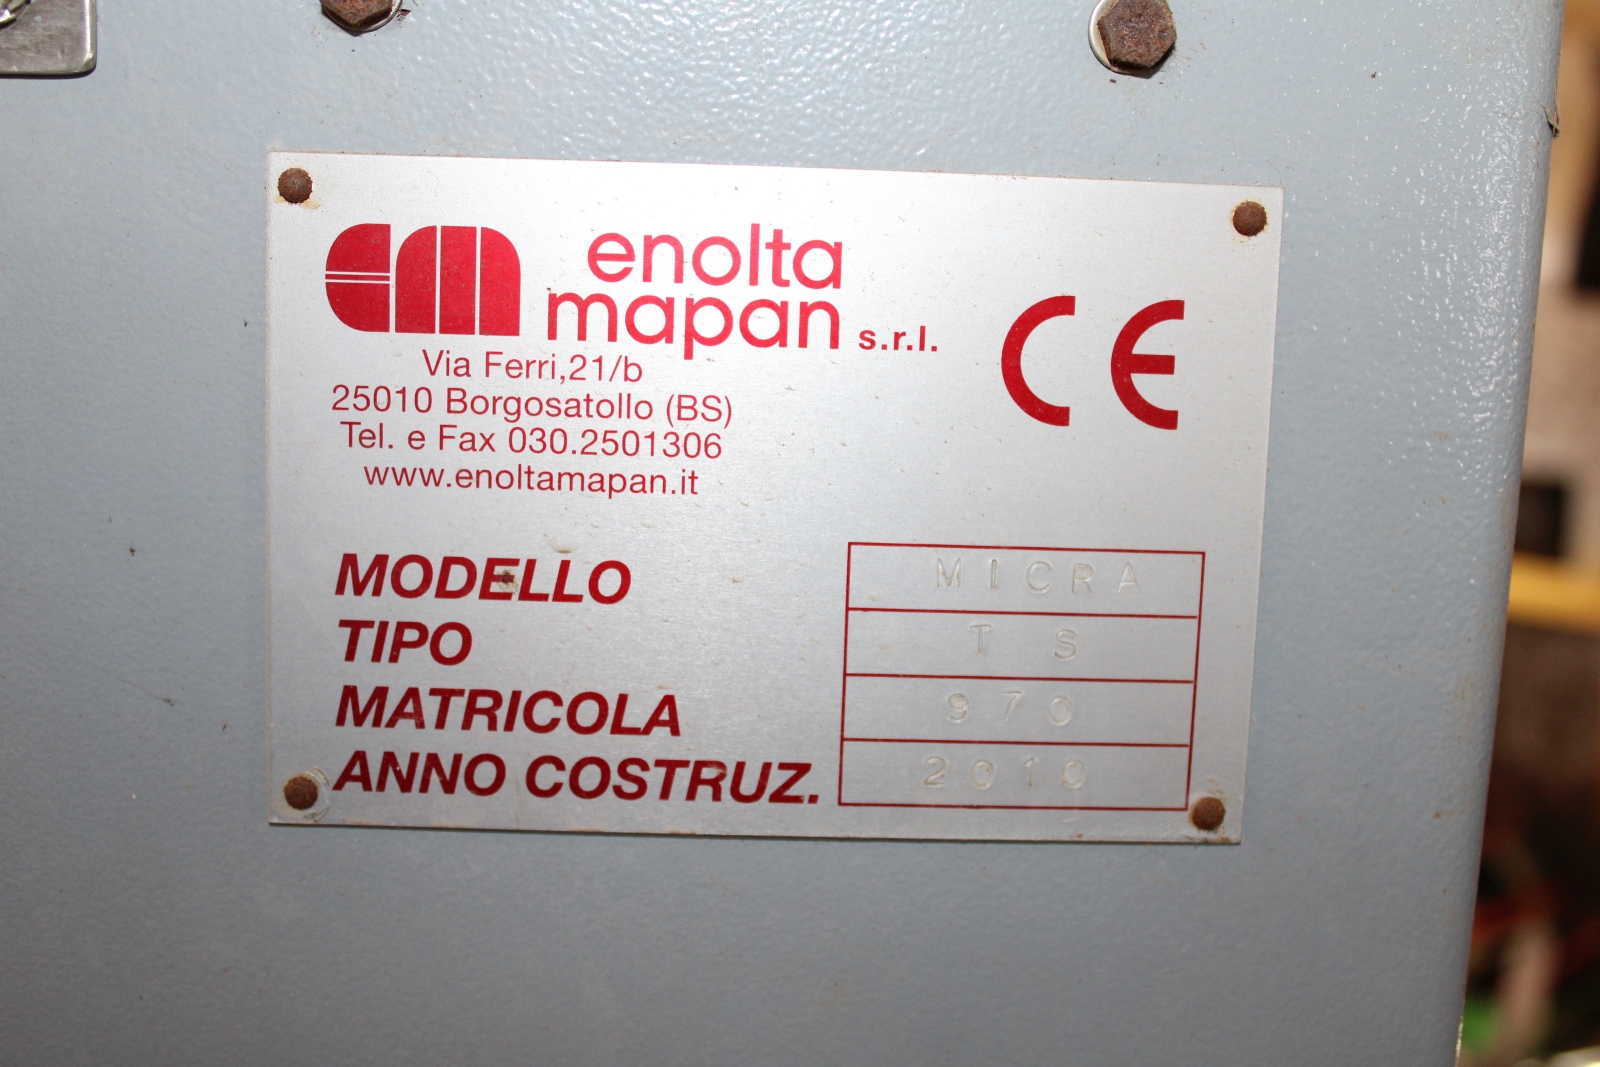 enolta
mapan s.r.l.
CE
Via Ferri,21/b
25010 Borgosatollo (BS)
Tel. e Fax 030.2501306
www.enoltamapan.it
MODELLO MICRA
TIPO TS
MATRICOLA
ANNO COSTRUZ. 2010